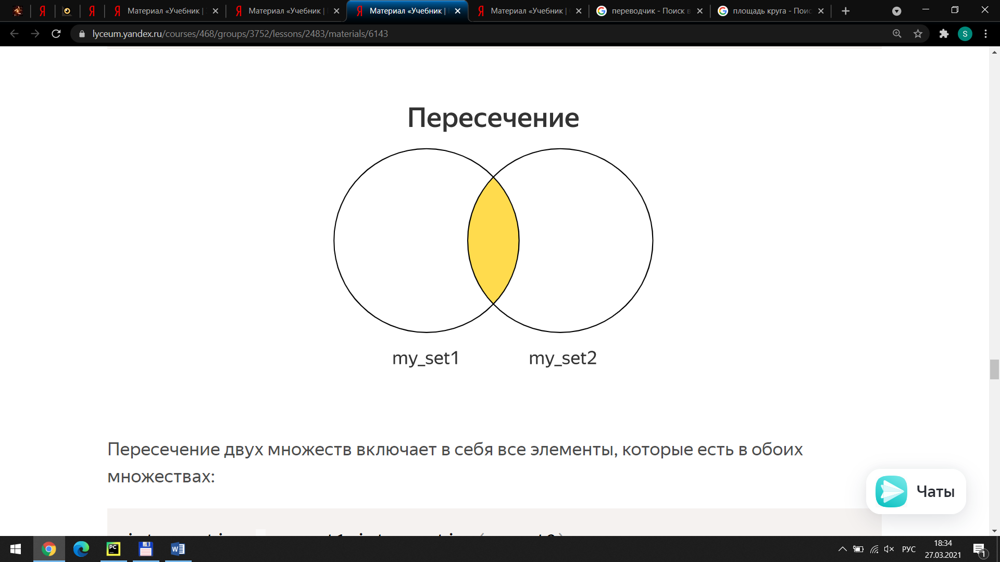 Материал «Учебник |
Материал «Учебник |
Материал «Учебник |
Материал «Учебник |
переводчик - Поиск в
площадь круга - Поис
lyceum.yandex.ru/courses/468/groups/3752/lessons/2483/materials/6143
S
Пересечение
my_set1 my_set2
Пересечение двух множеств включает в себя все элементы, которые есть в обоих
множествах:
Чаты
РУС
18:34
27.03.2021
1